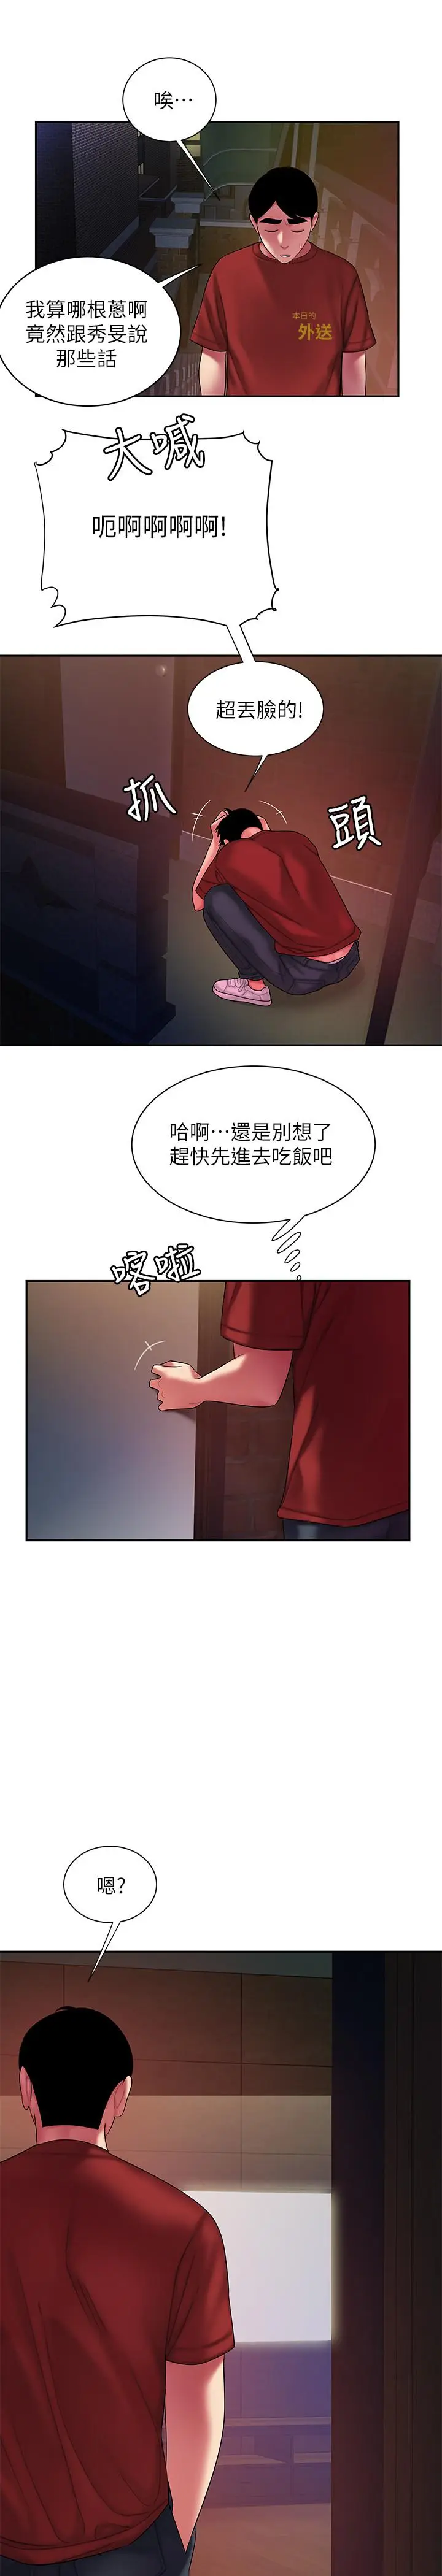 唉⋯
我算哪根蔥啊
竟然跟秀旻說
那些話
本日的
外送
大喊
呃啊啊啊啊!
超丟臉的!
抓
頭
哈啊⋯還是別想了
趕快先進去吃飯吧
喀啦
嗯?